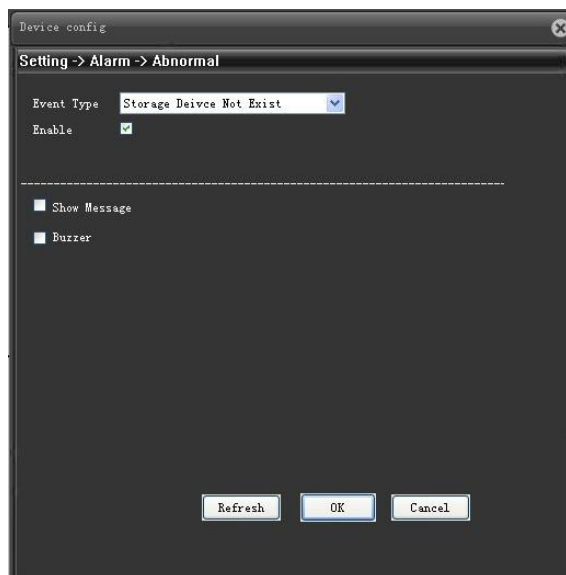 Device config
Setting -> Alarm -> Abnormal
Event Type Storage Deivce Not Exist
Enable
Show Message
Buzzer
Refresh OK Cancel